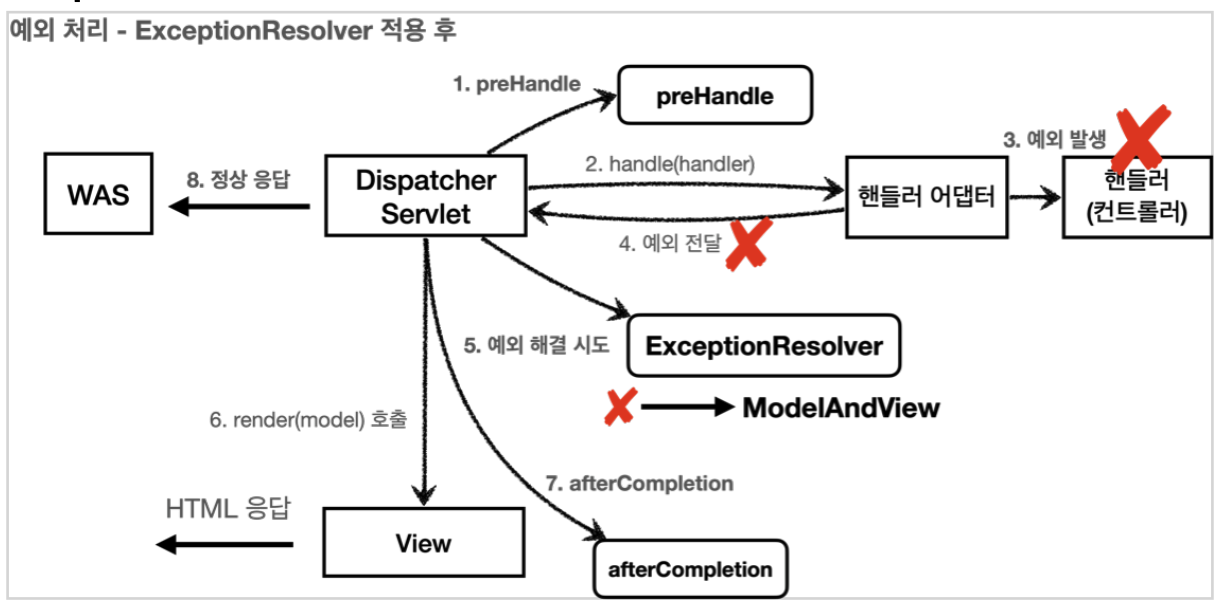 예외 처리 - ExceptionResolver 적용 후
1. preHandle
preHandle
3. 예외 발생
WAS
8. 정상 응답
Dispatcher
Servlet
2. handle(handler)
핸들러 어댑터
핸들러
(컨트롤러)
4. 예외 전달
5. 예외 해결 시도
ExceptionResolver
ModelAndView
6. render(model) 호출
7. afterCompletion
HTML 응답
View
afterCompletion